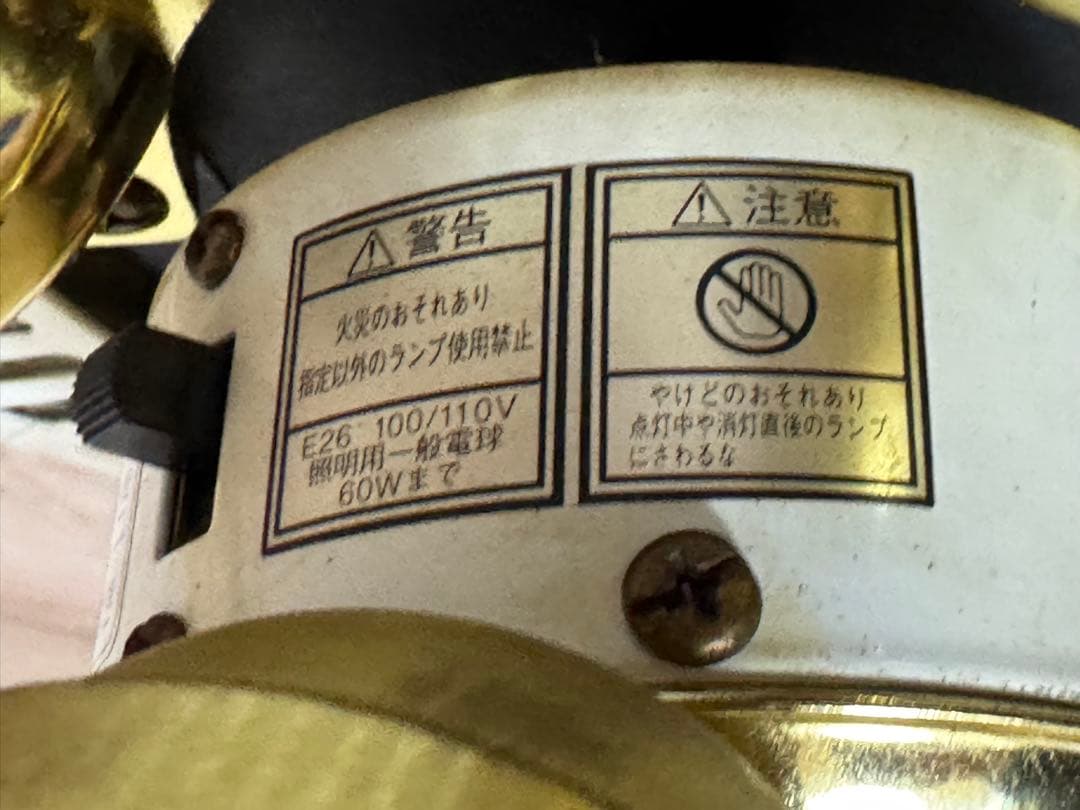 警告
火災のおそれあり
指定以外のランプ使用禁止
E26 100/110V
照明用一般電球
60Wまで
注意
やけどのおそれあり
点灯中や消灯直後のランプ
にさわるな